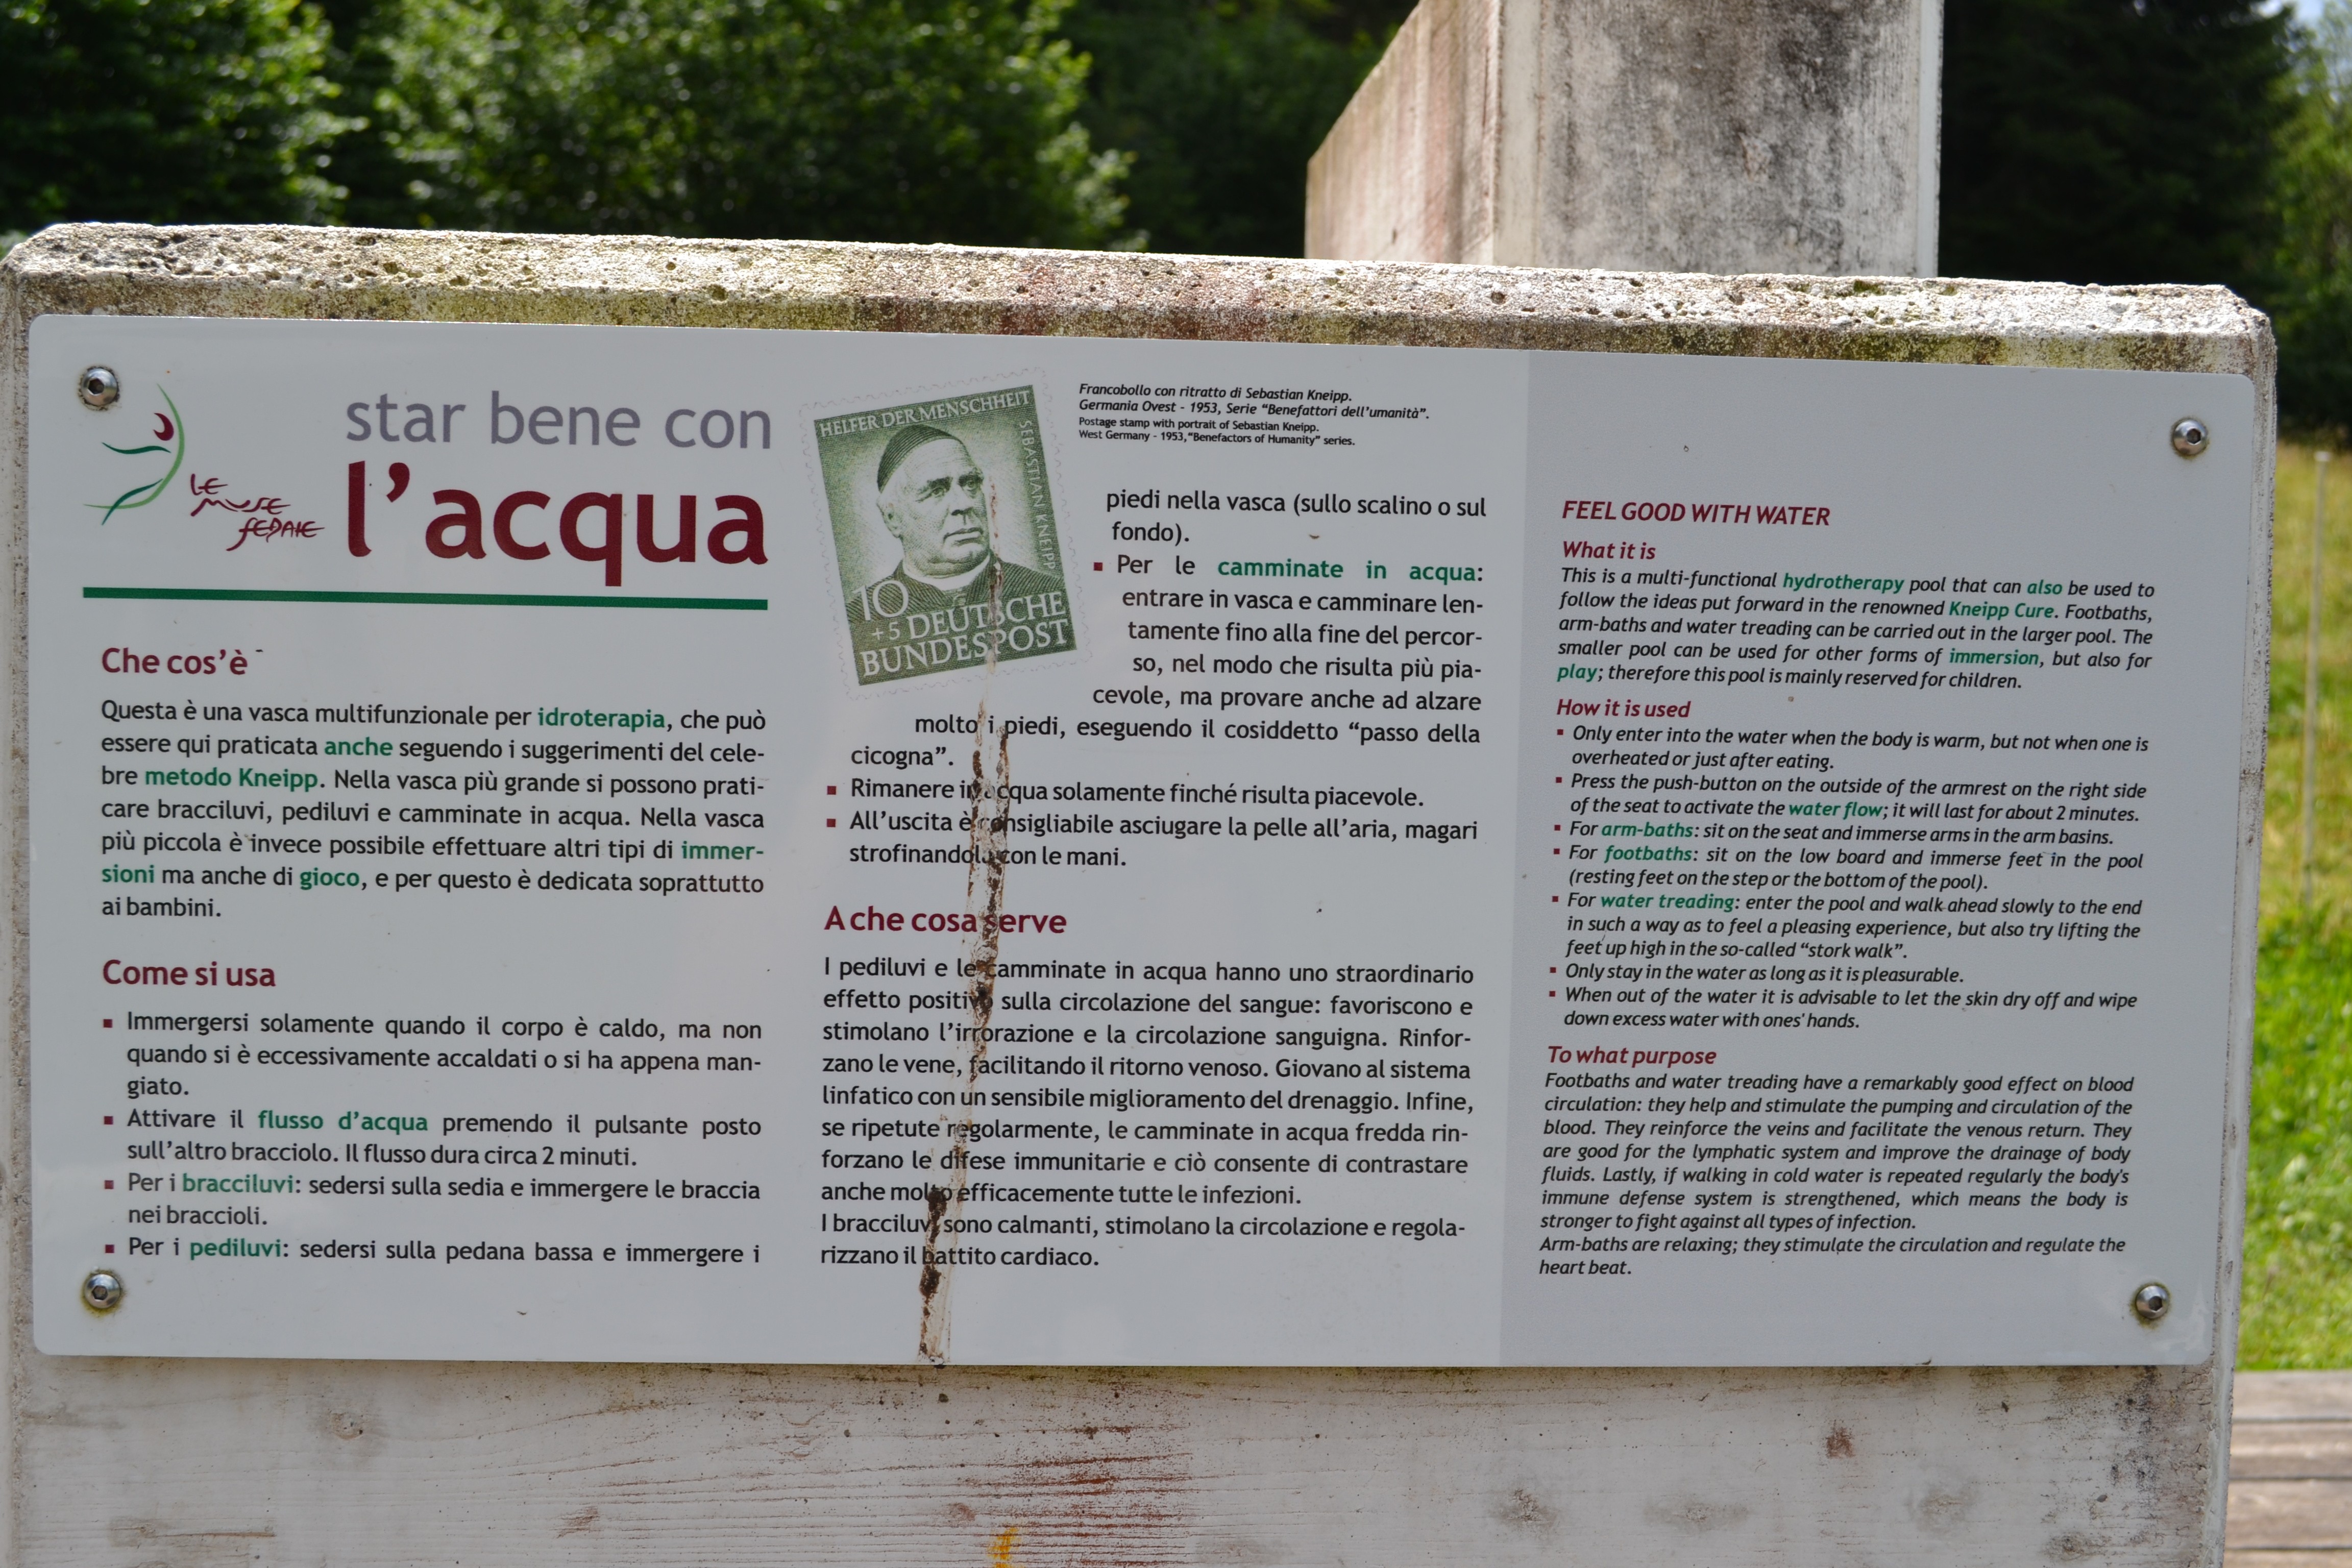 LE
MUSE
FEDAIE
star bene con
l'acqua
Che cos'è
Questa è una vasca multifunzionale per idroterapia, che può
essere qui praticata anche seguendo i suggerimenti del cele-
bre metodo Kneipp. Nella vasca più grande si possono prati-
care bracciluvi, pediluvi e camminate in acqua. Nella vasca
più piccola è invece possibile effettuare altri tipi di immer-
sioni ma anche di gioco, e per questo è dedicata soprattutto
ai bambini.
Come si usa
▪ Immergersi solamente quando il corpo è caldo, ma non
quando si è eccessivamente accaldati o si ha appena man-
giato.
▪ Attivare il flusso d'acqua premendo il pulsante posto
sull'altro bracciolo. Il flusso dura circa 2 minuti.
▪ Per i bracciluvi: sedersi sulla sedia e immergere le braccia
nei braccioli.
▪ Per i pediluvi: sedersi sulla pedana bassa e immergere i
HELFER DER MENSCHHEIT
SEBASTIAN KNEIPP
10
+5 DEUTSCHE
BUNDESPOST
Francobollo con ritratto di Sebastian Kneipp.
Germania Ovest - 1953, Serie “Benefattori dell'umanità”.
Postage stamp with portrait of Sebastian Kneipp.
West Germany - 1953, “Benefactors of Humanity” series.
piedi nella vasca (sullo scalino o sul
fondo).
▪ Per le camminate in acqua:
entrare in vasca e camminare len-
tamente fino alla fine del percor-
so, nel modo che risulta più pia-
cevole, ma provare anche ad alzare
molto i piedi, eseguendo il cosiddetto “passo della
cicogna”.
▪ Rimanere in acqua solamente finché risulta piacevole.
▪ All'uscita è consigliabile asciugare la pelle all'aria, magari
strofinandola con le mani.
A che cosa serve
I pediluvi e le camminate in acqua hanno uno straordinario
effetto positivo sulla circolazione del sangue: favoriscono e
stimolano l'irrorazione e la circolazione sanguigna. Rinfor-
zano le vene, facilitando il ritorno venoso. Giovano al sistema
linfatico con un sensibile miglioramento del drenaggio. Infine,
se ripetute regolarmente, le camminate in acqua fredda rin-
forzano le difese immunitarie e ciò consente di contrastare
anche molto efficacemente tutte le infezioni.
I bracciluvi sono calmanti, stimolano la circolazione e regola-
rizzano il battito cardiaco.
FEEL GOOD WITH WATER
What it is
This is a multi-functional hydrotherapy pool that can also be used to
follow the ideas put forward in the renowned Kneipp Cure. Footbaths,
arm-baths and water treading can be carried out in the larger pool. The
smaller pool can be used for other forms of immersion, but also for
play; therefore this pool is mainly reserved for children.
How it is used
▪ Only enter into the water when the body is warm, but not when one is
overheated or just after eating.
▪ Press the push-button on the outside of the armrest on the right side
of the seat to activate the water flow; it will last for about 2 minutes.
▪ For arm-baths: sit on the seat and immerse arms in the arm basins.
▪ For footbaths: sit on the low board and immerse feet in the pool
(resting feet on the step or the bottom of the pool).
▪ For water treading: enter the pool and walk ahead slowly to the end
in such a way as to feel a pleasing experience, but also try lifting the
feet up high in the so-called “stork walk”.
▪ Only stay in the water as long as it is pleasurable.
▪ When out of the water it is advisable to let the skin dry off and wipe
down excess water with ones' hands.
To what purpose
Footbaths and water treading have a remarkably good effect on blood
circulation: they help and stimulate the pumping and circulation of the
blood. They reinforce the veins and facilitate the venous return. They
are good for the lymphatic system and improve the drainage of body
fluids. Lastly, if walking in cold water is repeated regularly the body's
immune defense system is strengthened, which means the body is
stronger to fight against all types of infection.
Arm-baths are relaxing; they stimulate the circulation and regulate the
heart beat.